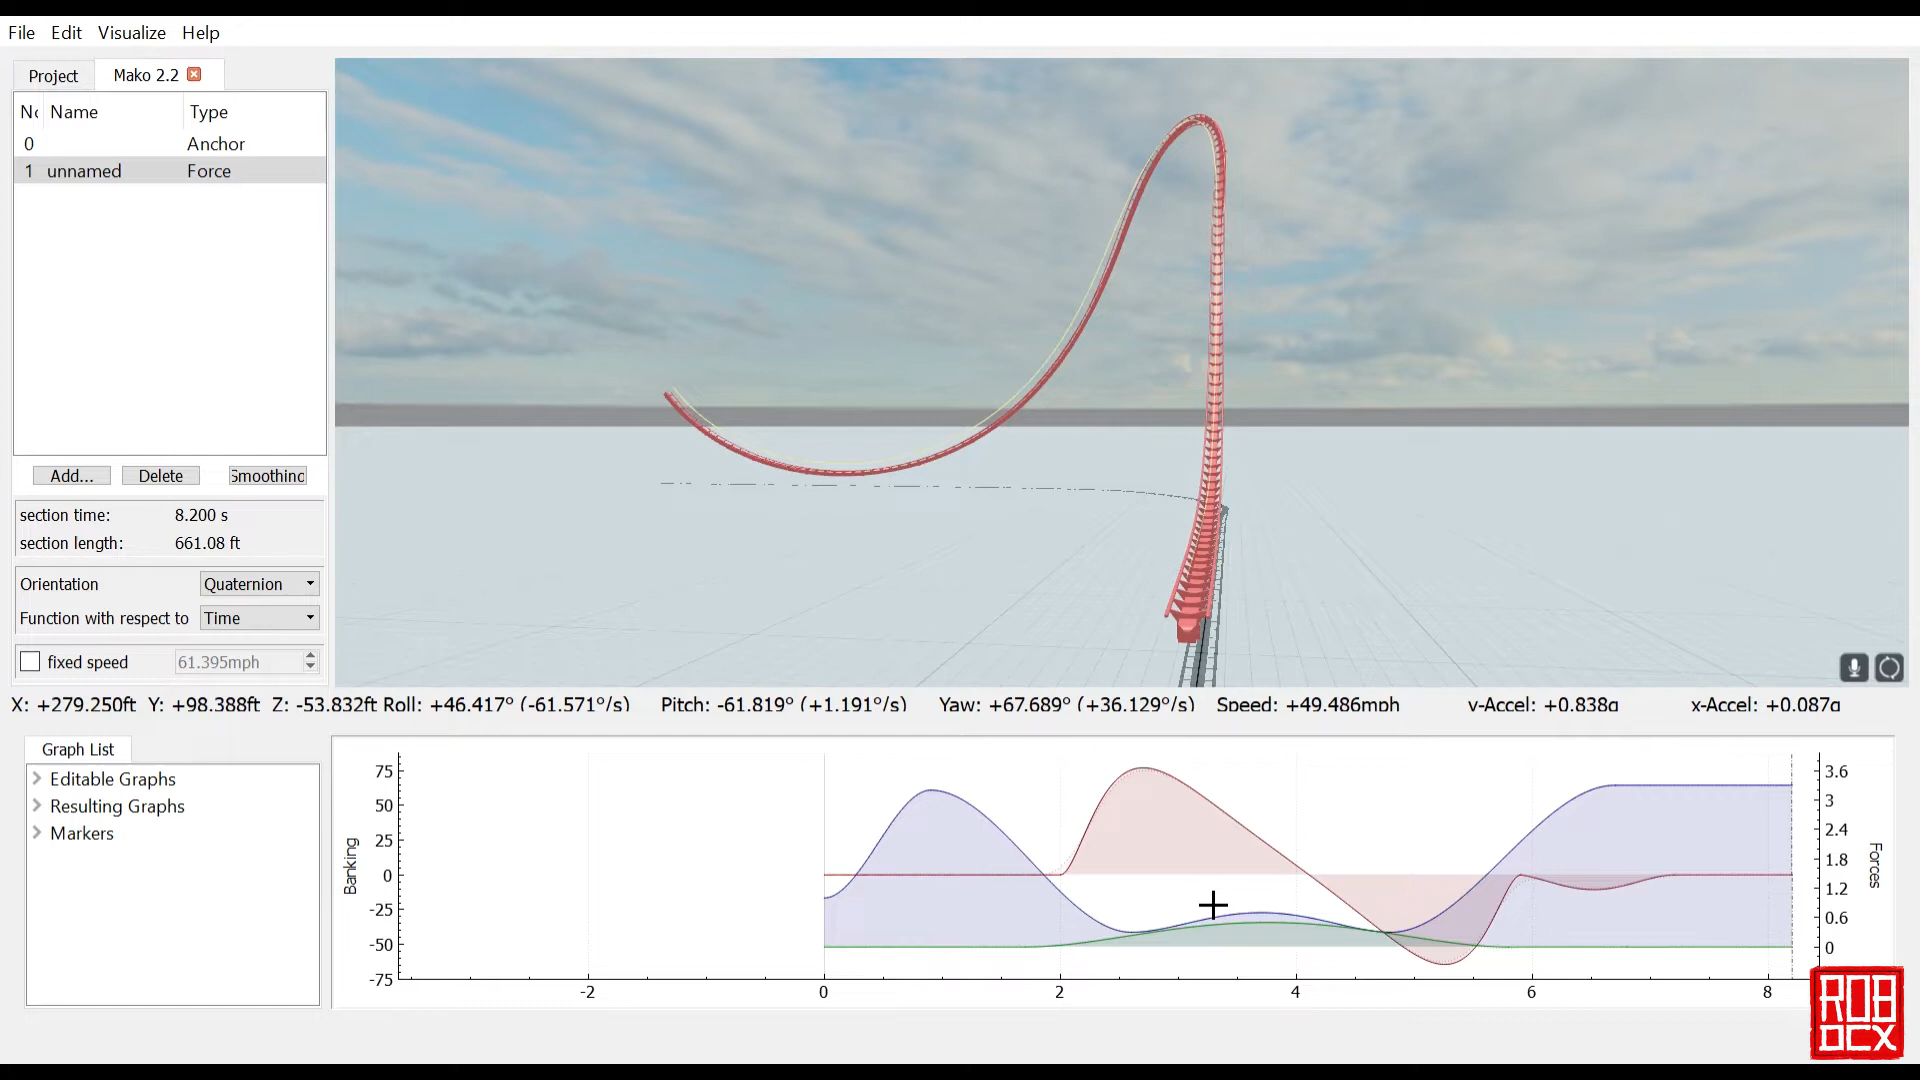 File Edit Visualize Help
Project Mako 2.2
Name Type
0 Anchor
1 unnamed Force
Add... Delete Smoothing
section time: 8.200 s
section length: 661.08 ft
Orientation Quaternion
Function with respect to Time
fixed speed 61.395mph
X: +279.250ft Y: +98.388ft Z: -53.832ft Roll: +46.417° (-61.571°/s) Pitch: -61.819° (+1.191°/s) Yaw: +67.689° (+36.129°/s) Speed: +49.486mph y-Accel: +0.838g x-Accel: +0.087g
Graph List
Editable Graphs
Resulting Graphs
Markers
Banking
75
50
25
0
-25
-50
-75
-2 0 2 4 6 8
3.6
3
2.4
1.8
1.2
0.6
0
Forces
ROB
DCX